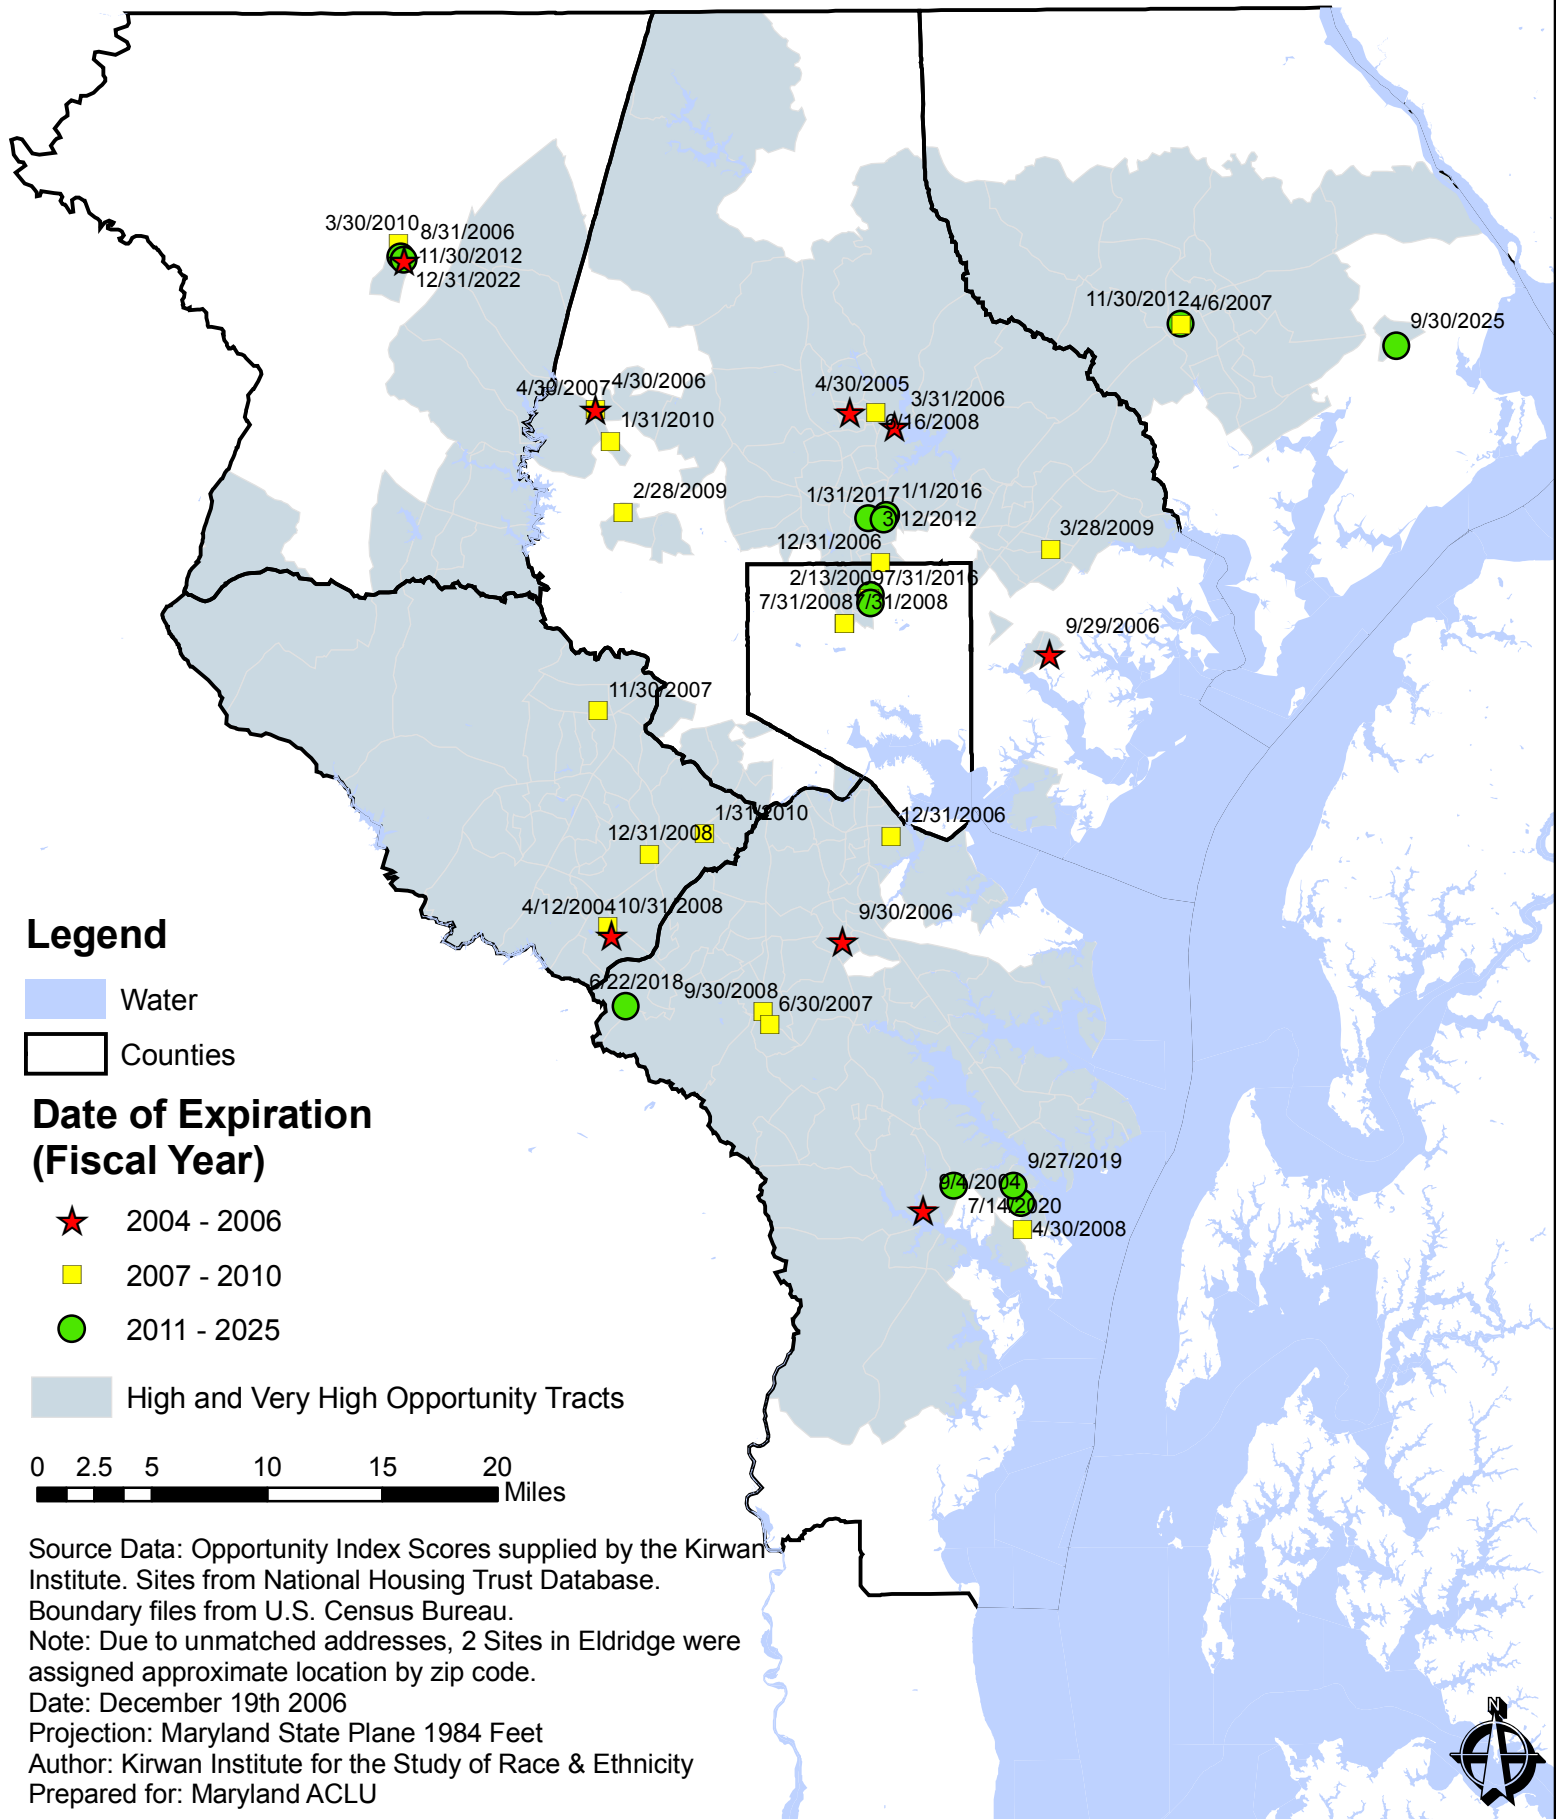 3/30/2010
8/31/2006
11/30/2012
12/31/2022
11/30/2012
4/6/2007
9/30/2025
4/30/2007
4/30/2006
1/31/2010
4/30/2005
3/31/2006
6/16/2008
2/28/2009
1/31/2017
1/1/2016
3/12/2012
12/31/2006
3/28/2009
2/13/2009
7/31/2016
7/31/2008
7/31/2008
9/29/2006
11/30/2007
1/31/2010
12/31/2008
12/31/2006
4/12/2004
10/31/2008
9/30/2006
6/22/2018
9/30/2008
6/30/2007
9/27/2019
9/4/2004
7/14/2020
4/30/2008
Legend
Water
Counties
Date of Expiration
(Fiscal Year)
2004 - 2006
2007 - 2010
2011 - 2025
High and Very High Opportunity Tracts
0 2.5 5 10 15 20
Miles
Source Data: Opportunity Index Scores supplied by the Kirwan
Institute. Sites from National Housing Trust Database.
Boundary files from U.S. Census Bureau.
Note: Due to unmatched addresses, 2 Sites in Eldridge were
assigned approximate location by zip code.
Date: December 19th 2006
Projection: Maryland State Plane 1984 Feet
Author: Kirwan Institute for the Study of Race & Ethnicity
Prepared for: Maryland ACLU
N